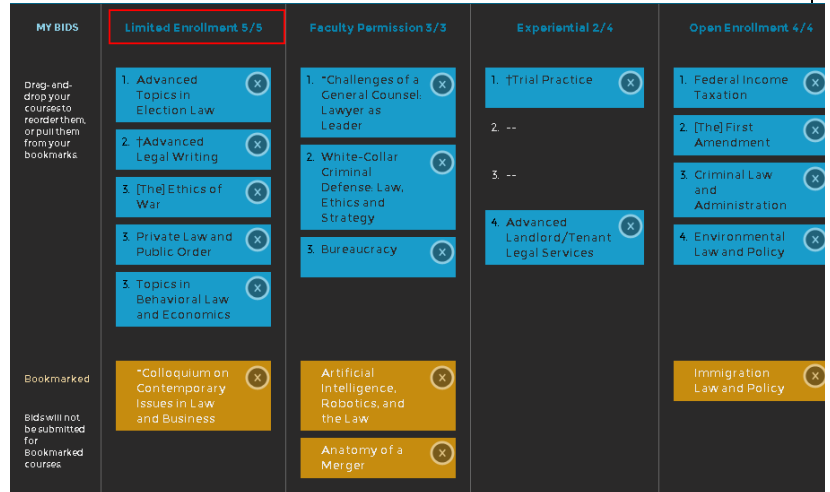 MY BIDS
Limited Enrollment 5/5
Faculty Permission 3/3
Experiential 2/4
Open Enrollment 4/4
Drag-and-
drop your
courses to
reorder them,
or pull them
from your
bookmarks.
1. Advanced
Topics in
Election Law
X
2. †Advanced
Legal Writing
X
3. [The] Ethics of
War
X
3. Private Law and
Public Order
X
3. Topics in
Behavioral Law
and Economics
X
1. *Challenges of a
General Counsel:
Lawyer as
Leader
X
2. White-Collar
Criminal
Defense: Law,
Ethics and
Strategy
X
3. Bureaucracy
X
1. †Trial Practice
X
2. --
3. --
4. Advanced
Landlord/Tenant
Legal Services
X
1. Federal Income
Taxation
X
2. [The] First
Amendment
X
3. Criminal Law
and
Administration
X
4. Environmental
Law and Policy
X
Bookmarked
Bids will not
be submitted
for
Bookmarked
courses.
*Colloquium on
Contemporary
Issues in Law
and Business
X
Artificial
Intelligence,
Robotics, and
the Law
X
Anatomy of a
Merger
X
Immigration
Law and Policy
X